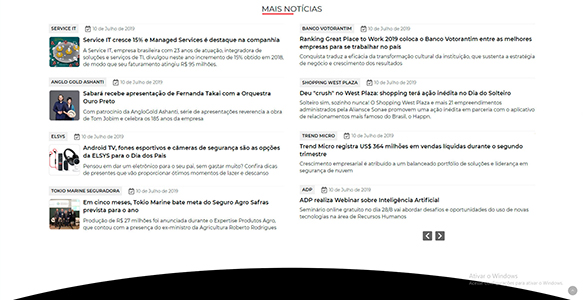 MAIS NOTÍCIAS
SERVICE IT 10 de Julho de 2019
Service IT cresce 15% e Managed Services é destaque na companhia
A Service IT, empresa brasileira com 23 anos de atuação, integradora de
soluções e serviços de TI, divulgou neste ano incremento de 15% obtido em 2018,
de modo que seu faturamento atingiu R$ 95 milhões.
ANGLO GOLD ASHANTI 10 de Julho de 2019
Sabará recebe apresentação de Fernanda Takai com a Orquestra
Ouro Preto
Com patrocínio da AngloGold Ashanti, série de apresentações reverencia a obra
de Tom Jobim e celebra os 185 anos da empresa.
ELSYS 10 de Julho de 2019
Android TV, fones esportivos e câmeras de segurança são as opções
da ELSYS para o Dia dos Pais
Pensou em dar um eletrônico para o seu pai, sem gastar muito? Confira dicas
de presentes que vão proporcionar ótimos momentos de lazer e descanso
TOKIO MARINE SEGURADORA 10 de Julho de 2019
Em cinco meses, Tokio Marine bate meta do Seguro Agro Safras
prevista para o ano
Produção de R$ 27 milhões foi anunciada durante o Expertise Produtos Agro,
que contou com a presença do ex-ministro da Agricultura Roberto Rodrigues
BANCO VOTORANTIM 10 de Julho de 2019
Ranking Great Place to Work 2019 coloca o Banco Votorantim entre as melhores
empresas para se trabalhar no país
Conquista traduz a eficácia da transformação cultural da instituição, que sustenta a estratégia
de negócio e crescimento dos resultados
SHOPPING WEST PLAZA 10 de Julho de 2019
Deu "crush" no West Plaza: shopping terá ação inédita no Dia do Solteiro
Solteiro sim, sozinho nunca! O Shopping West Plaza e mais 21 empreendimentos
administrados pela Aliance Sonae promovem uma ação inédita em parceria com o aplicativo
de relacionamentos mais famoso do Brasil, o Happn.
TREND MICRO 10 de Julho de 2019
Trend Micro registra US$ 364 milhões em vendas líquidas durante o segundo
trimestre
Crescimento empresarial é atribuído a um balanceado portfólio de soluções e liderança em
segurança de nuvem
ADP 10 de Julho de 2019
ADP realiza Webinar sobre Inteligência Artificial
Seminário online gratuito no dia 28/8 vai abordar desafios e oportunidades do uso de novas
tecnologias na área de Recursos Humanos
Ativar o Windows
Acesse Configurações para ativar o Windows.